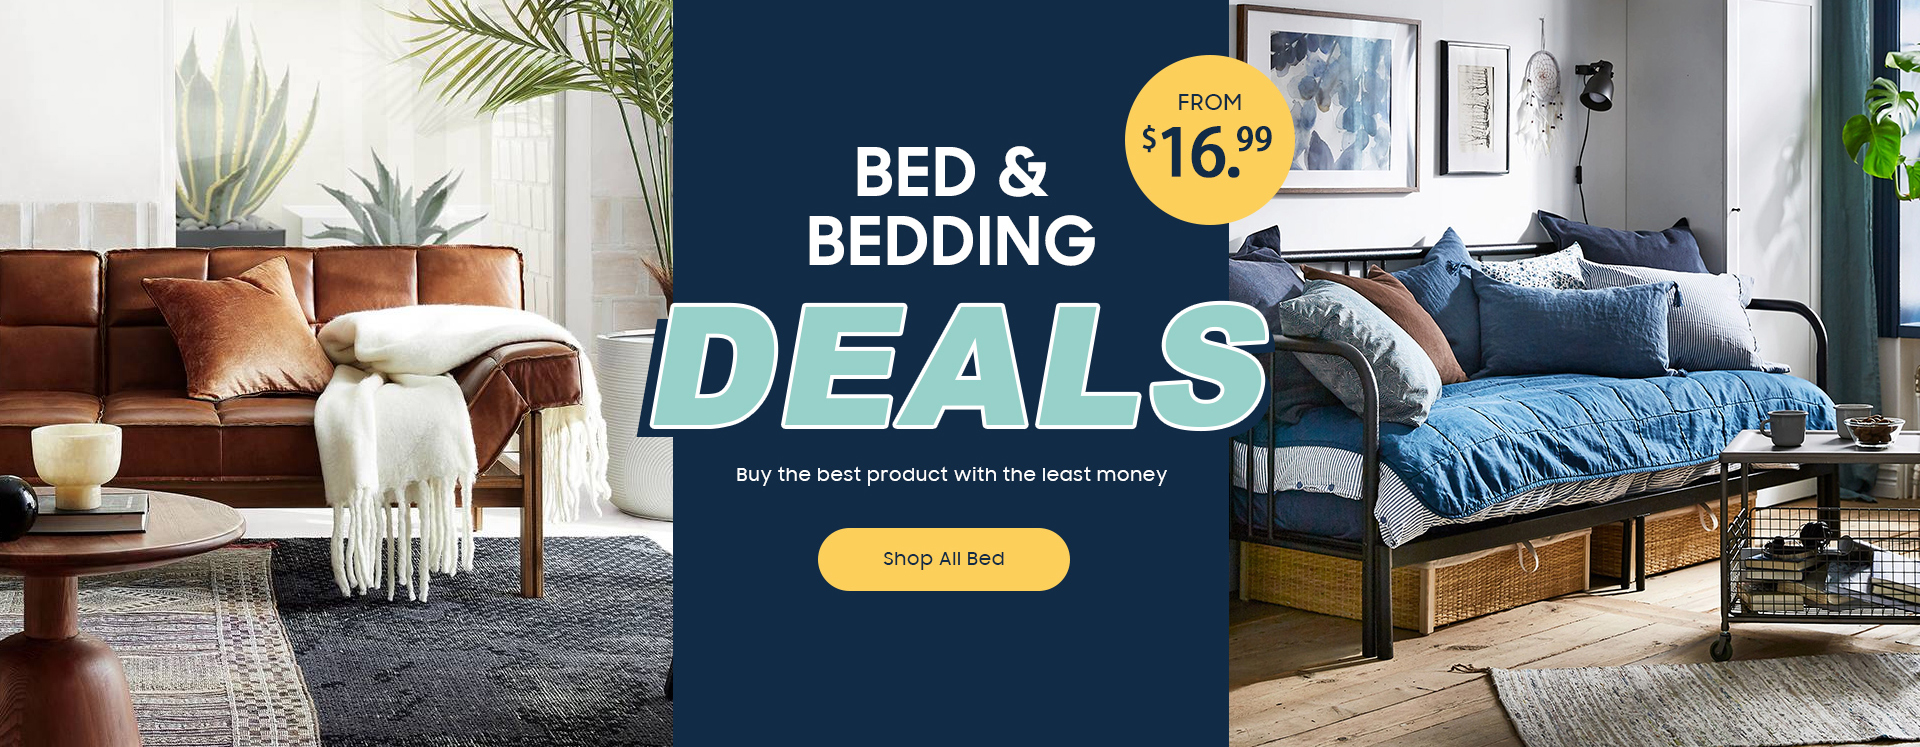 FROM
$16.99
BED &
BEDDING
DEALS
Buy the best product with the least money
Shop All Bed